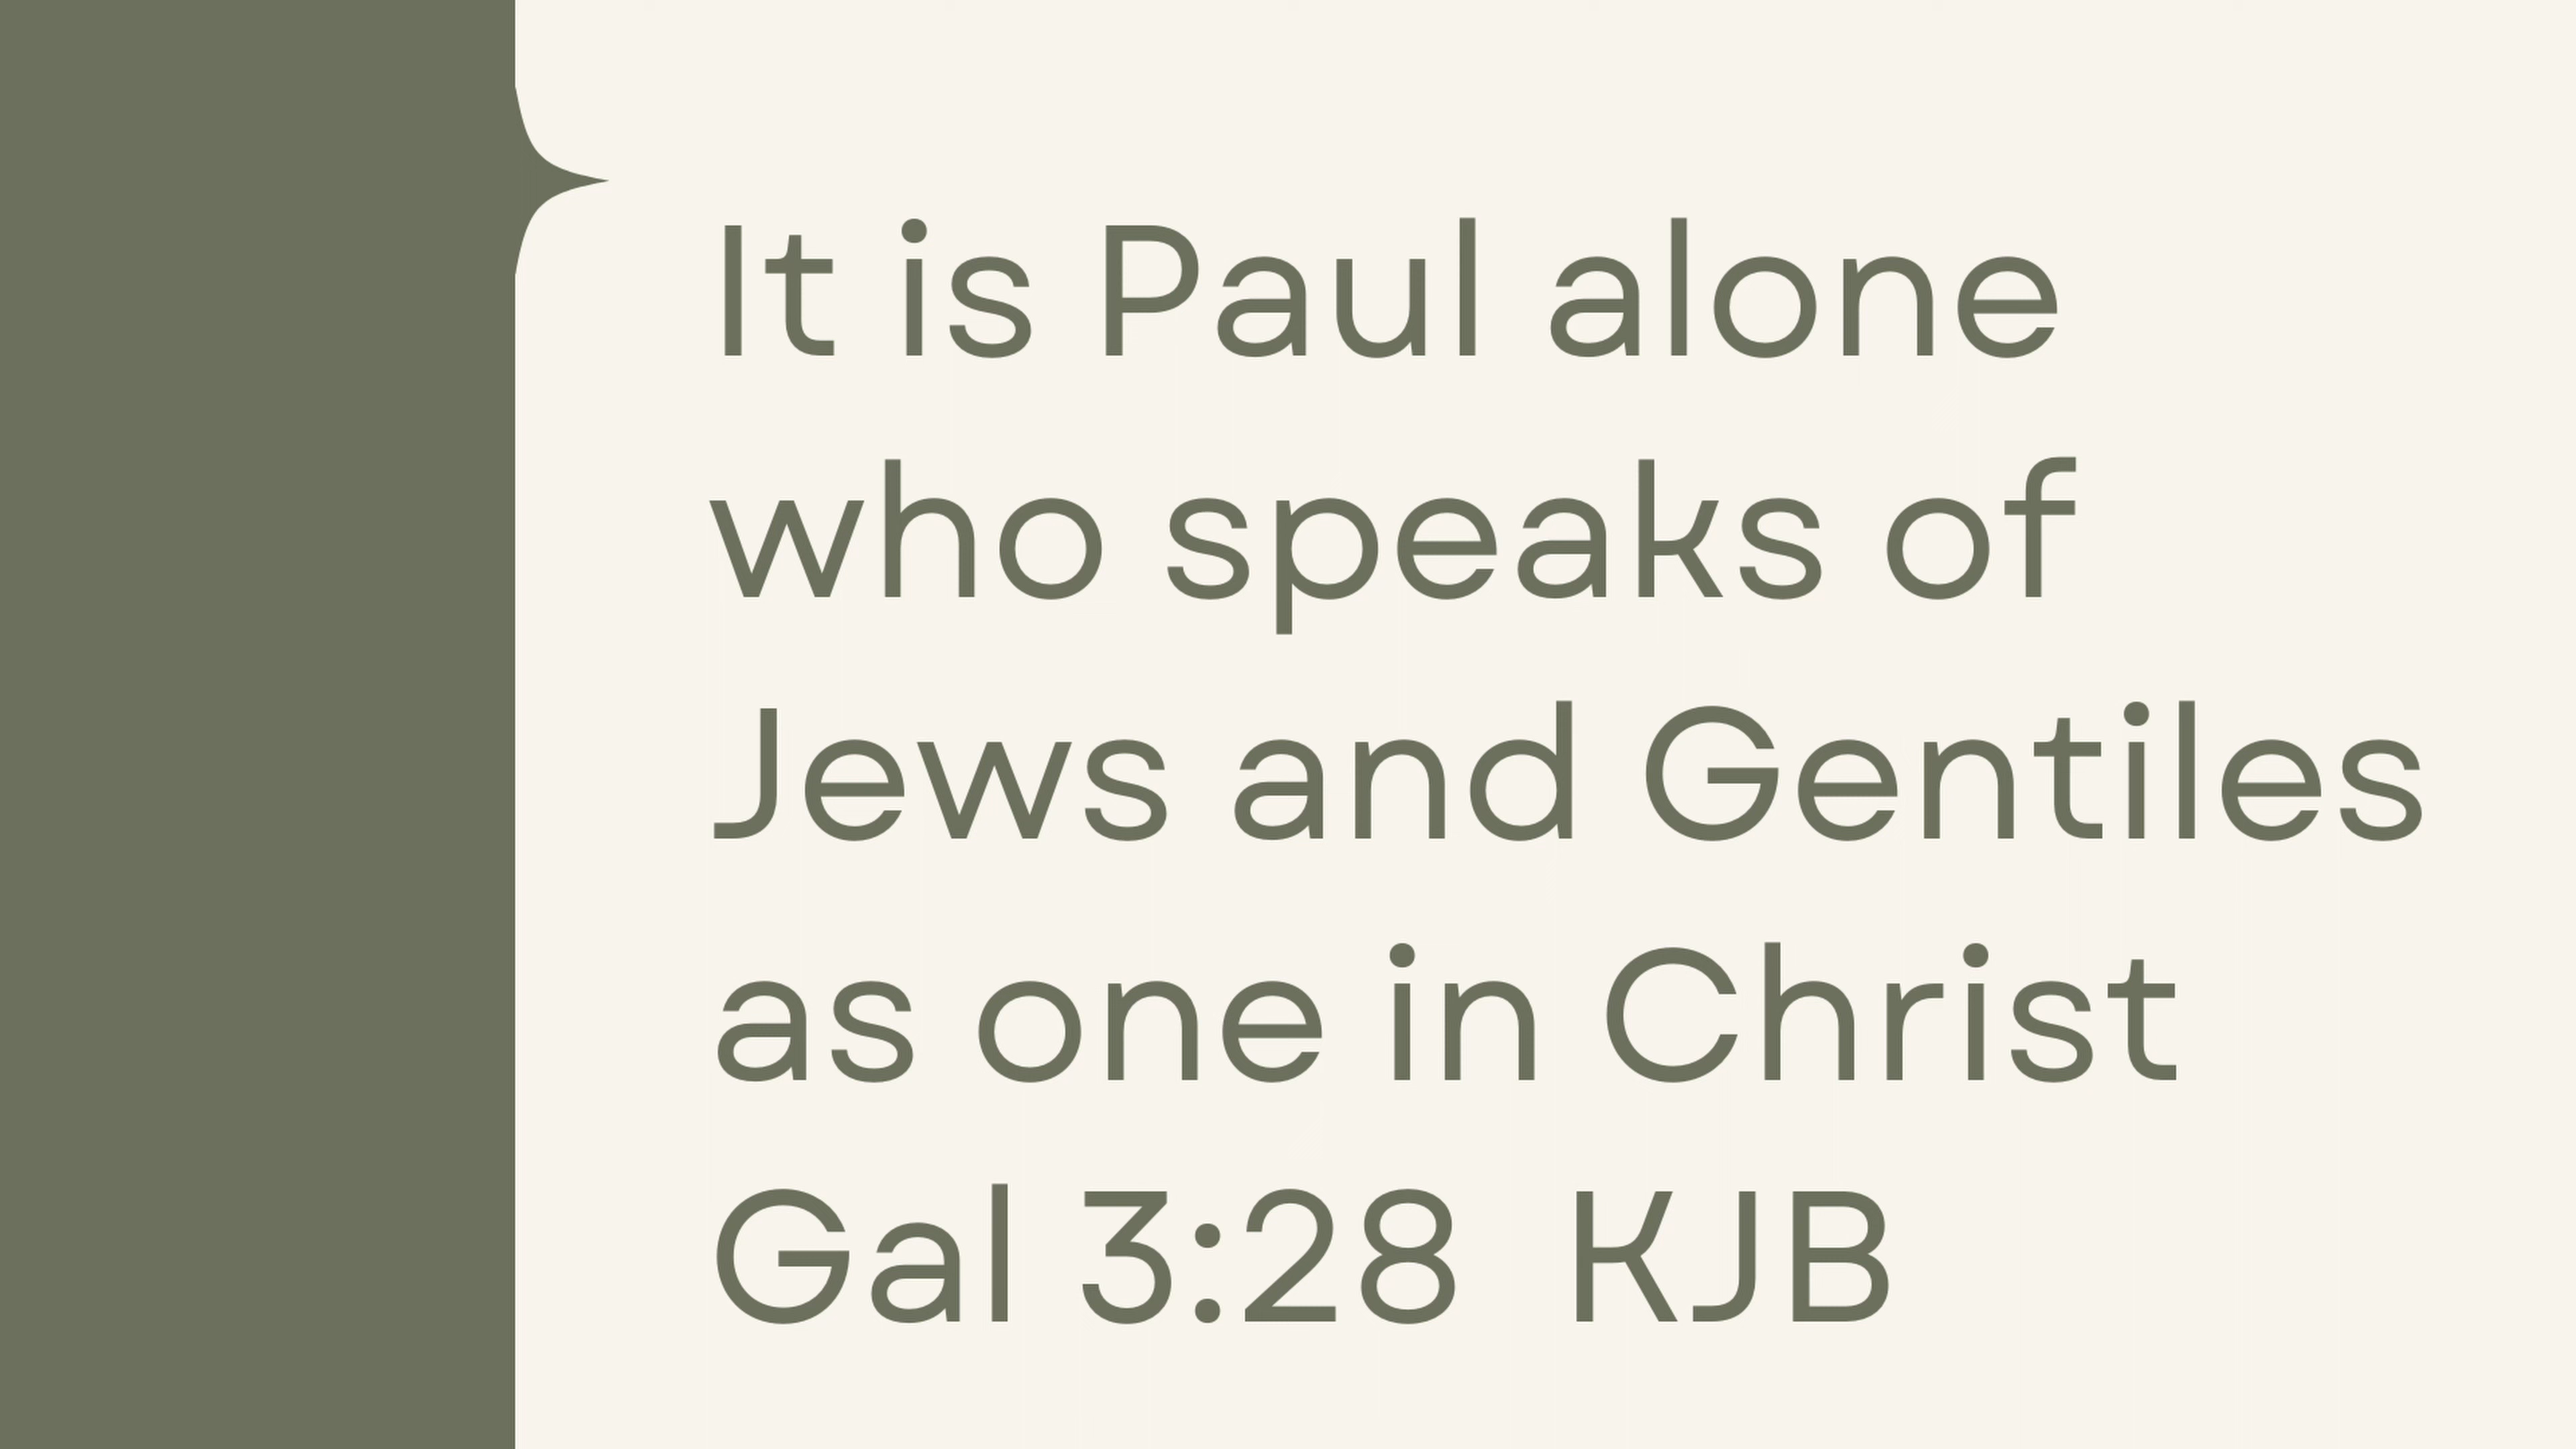 It is Paul alone
who speaks of
Jews and Gentiles
as one in Christ
Gal 3:28  KJB